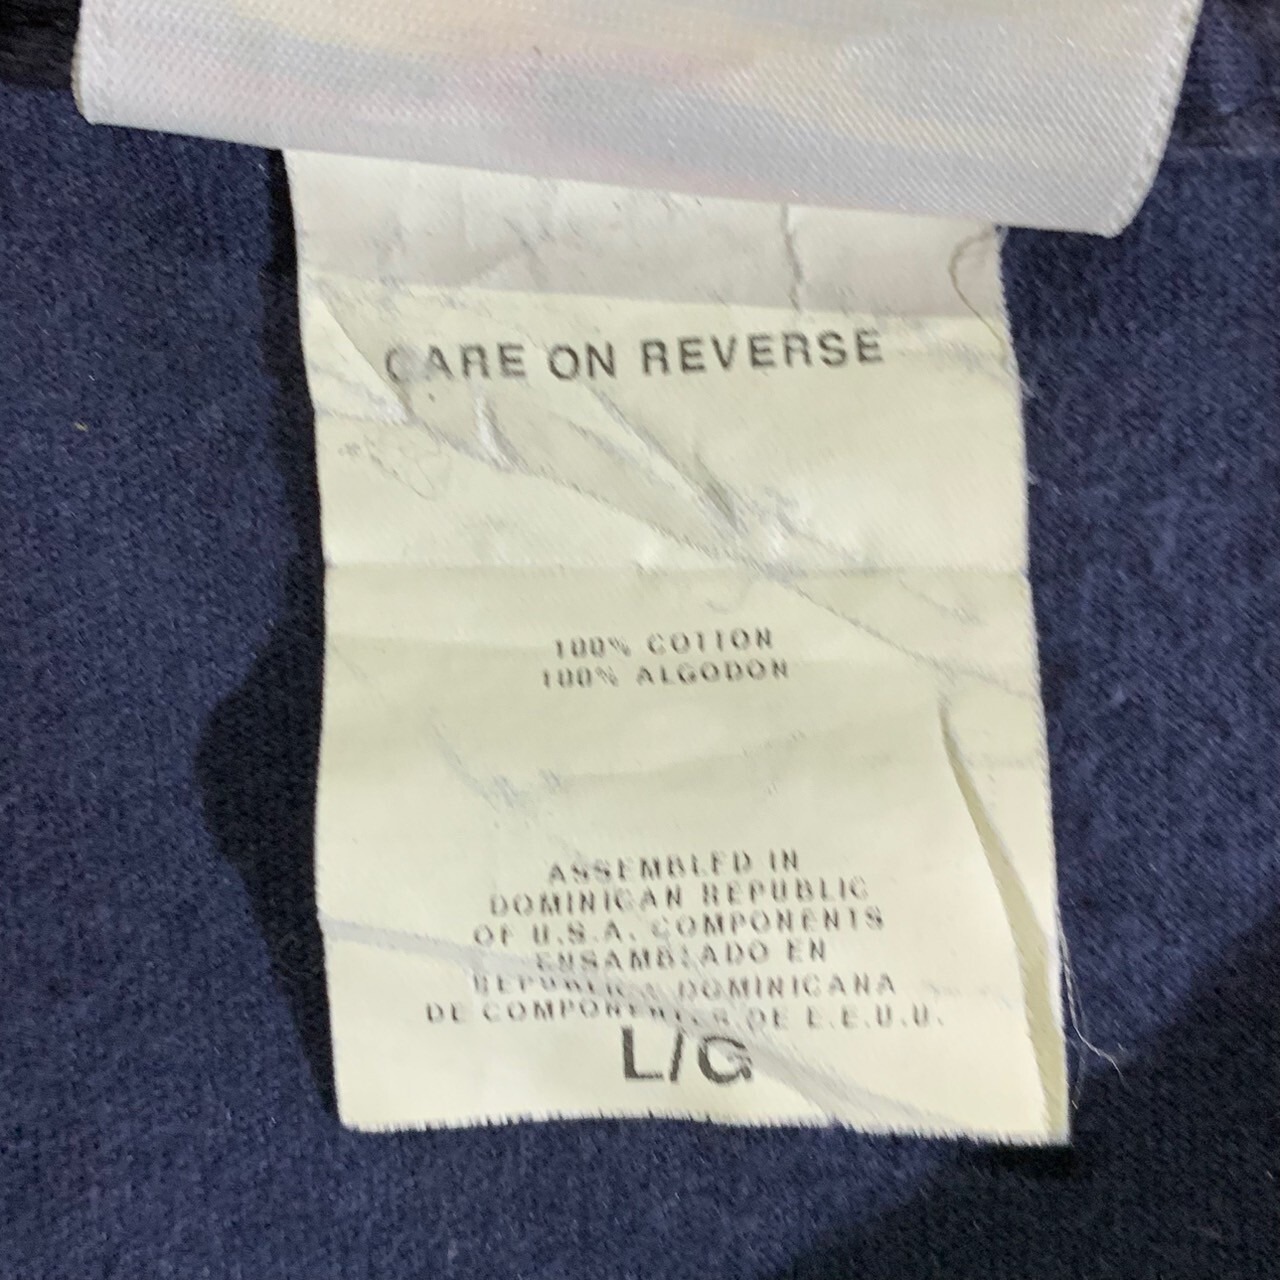 CARE ON REVERSE
100% COTTON
100% ALGODON
ASSEMBLED IN
DOMINICAN REPUBLIC
OF U.S.A. COMPONENTS
ENSAMBLADO EN
REPUBLICA DOMINICANA
DE COMPONENTES DE E.E.U.U.
L/G